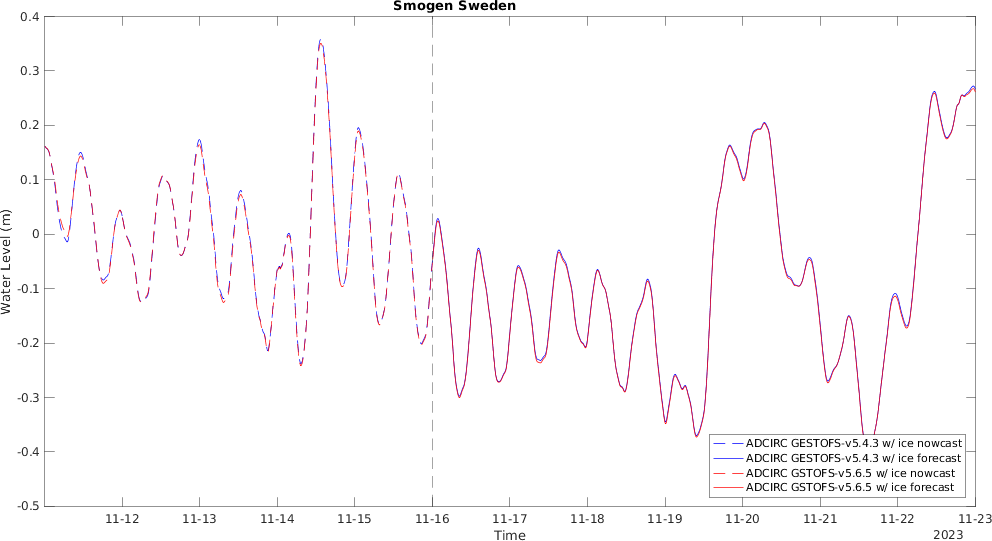 Smogen Sweden
0.4
0.3
0.2
0.1
0
-0.1
-0.2
-0.3
-0.4
-0.5
Water Level (m)
ADCIRC GESTOFS-v5.4.3 w/ ice nowcast
ADCIRC GESTOFS-v5.4.3 w/ ice forecast
ADCIRC GSTOFS-v5.6.5 w/ ice nowcast
ADCIRC GSTOFS-v5.6.5 w/ ice forecast
11-12 11-13 11-14 11-15 11-16 11-17 11-18 11-19 11-20 11-21 11-22 11-23
Time
2023